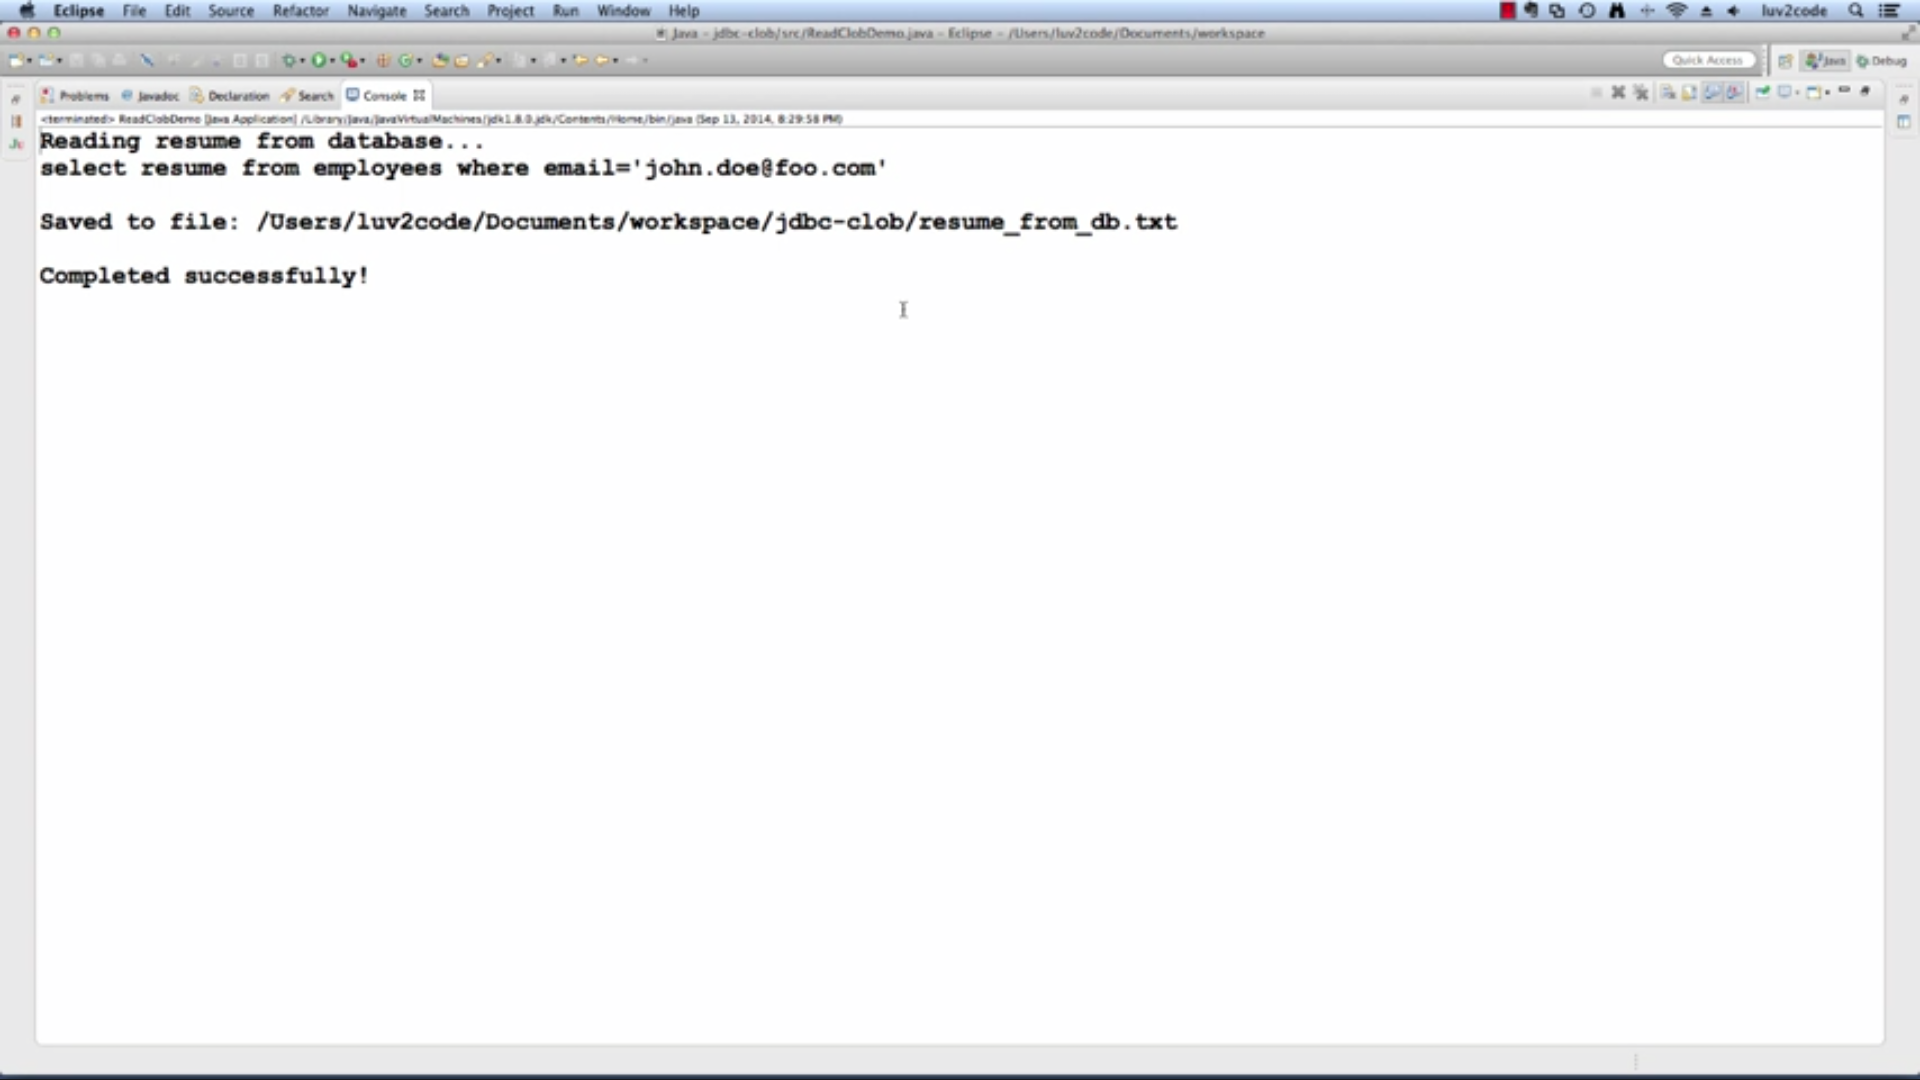 Eclipse File Edit Source Refactor Navigate Search Project Run Window Help luv2code
Java - jdbc-clob/src/ReadClobDemo.java - Eclipse - /Users/luv2code/Documents/workspace
Quick Access Java Debug
Problems Javadoc Declaration Search Console
<terminated> ReadClobDemo [Java Application] /Library/Java/JavaVirtualMachines/jdk1.8.0.jdk/Contents/Home/bin/java (Sep 13, 2014, 8:29:58 PM)
Reading resume from database...
select resume from employees where email='john.doe@foo.com'
Saved to file: /Users/luv2code/Documents/workspace/jdbc-clob/resume_from_db.txt
Completed successfully!